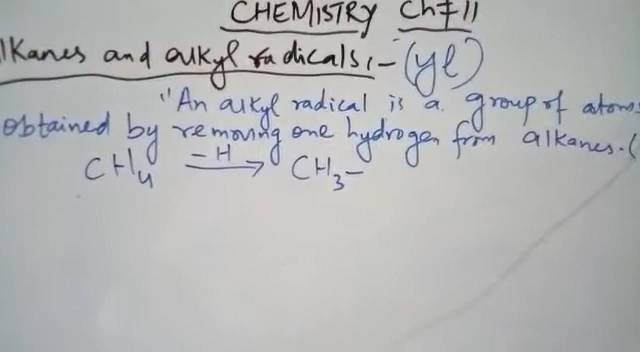 CHEMISTRY Ch# 11
lkanes and alkyl radicals:- (yl)
"An alkyl radical is a group of atoms
obtained by removing one hydrogen from alkanes. (
CH4 -H → CH3-